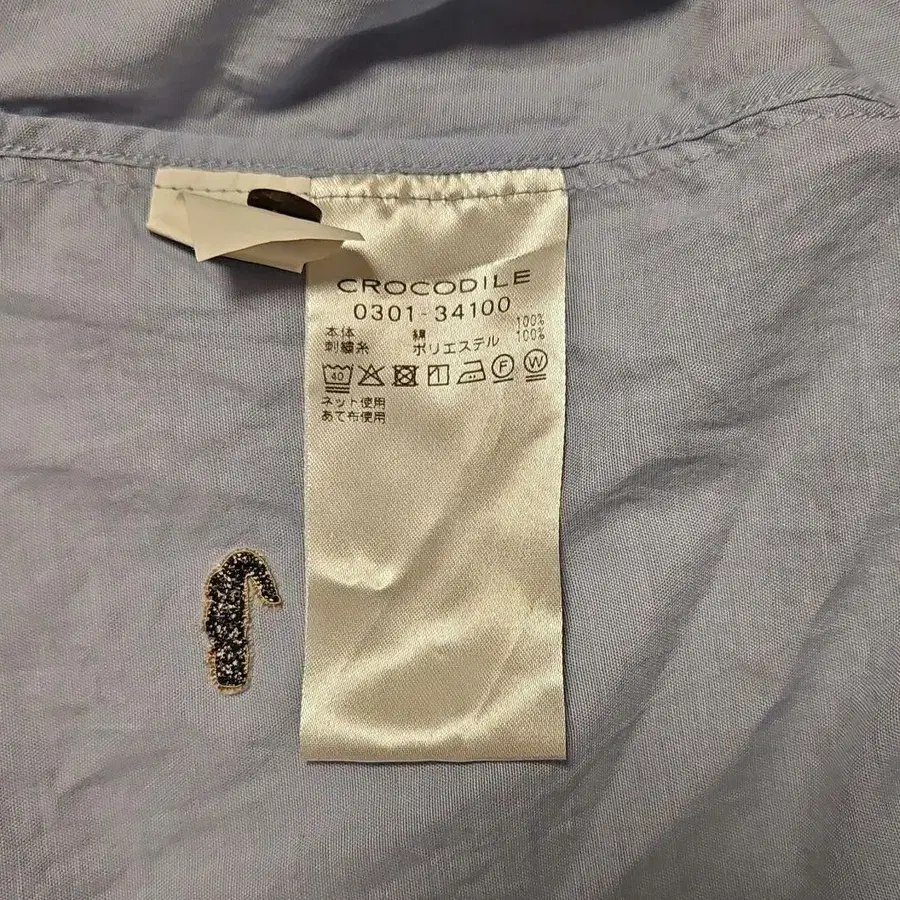 CROCODILE
0301-34100
本体 綿 100%
刺繍糸 ポリエステル 100%
40 F W
ネット使用
あて布使用